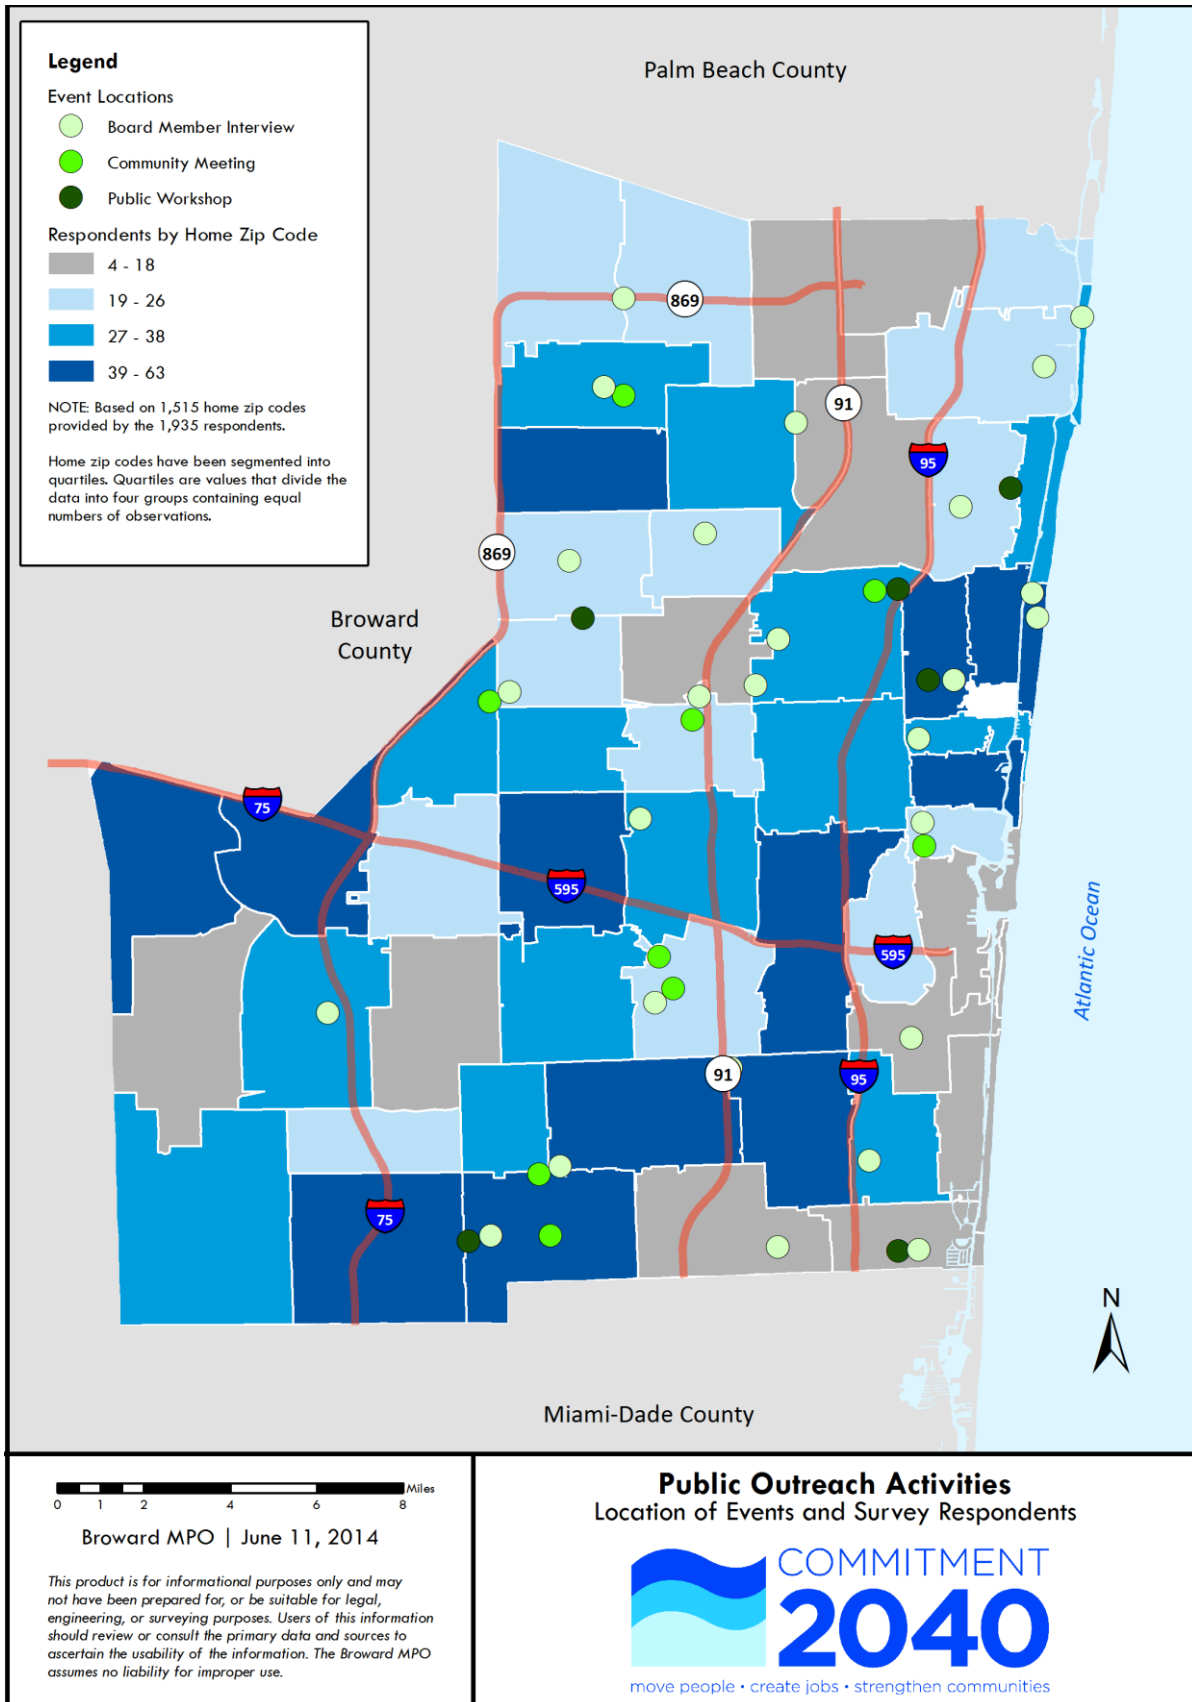 Legend
Event Locations
Board Member Interview
Community Meeting
Public Workshop
Respondents by Home Zip Code
4 - 18
19 - 26
27 - 38
39 - 63
NOTE: Based on 1,515 home zip codes
provided by the 1,935 respondents.
Home zip codes have been segmented into
quartiles. Quartiles are values that divide the
data into four groups containing equal
numbers of observations.
Palm Beach County
869
91
95
869
Broward
County
75
595
595
Atlantic Ocean
91
95
75
N
Miami-Dade County
0 1 2 4 6 8 Miles
Broward MPO | June 11, 2014
This product is for informational purposes only and may
not have been prepared for, or be suitable for legal,
engineering, or surveying purposes. Users of this information
should review or consult the primary data and sources to
ascertain the usability of the information. The Broward MPO
assumes no liability for improper use.
Public Outreach Activities
Location of Events and Survey Respondents
COMMITMENT
2040
move people • create jobs • strengthen communities